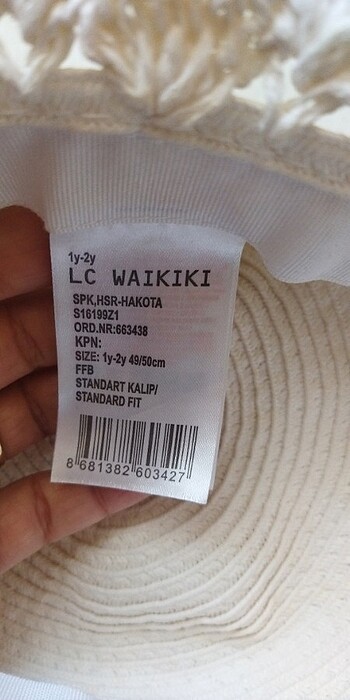 1y-2y
LC WAIKIKI
SPK,HSR-HAKOTA
S16199Z1
ORD.NR:663438
KPN:
SIZE: 1y-2y 49/50cm
FFB
STANDART KALIP/
STANDARD FIT
8 681382 603427